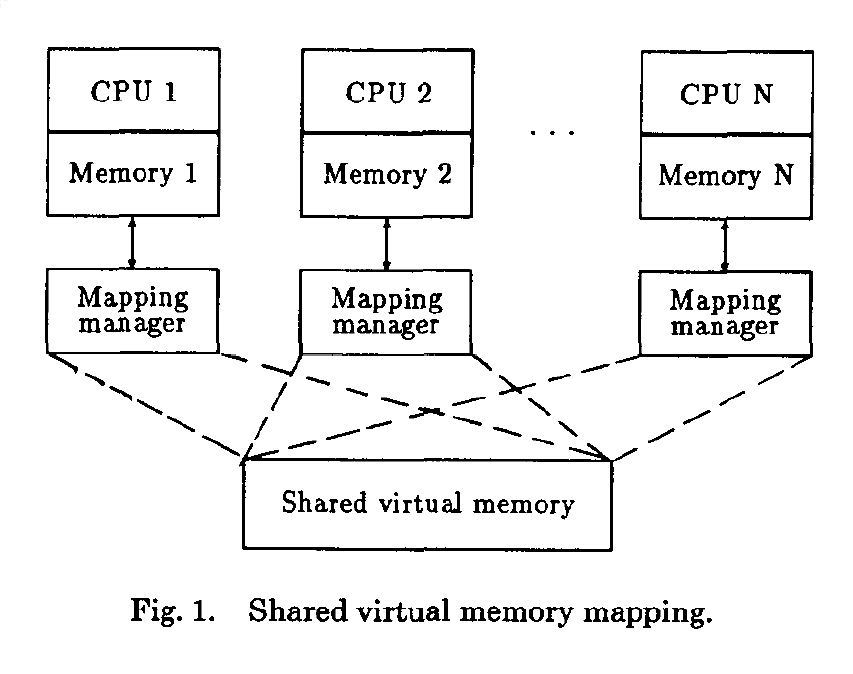 CPU 1
CPU 2
CPU N
. . .
Memory 1
Memory 2
Memory N
Mapping
manager
Mapping
manager
Mapping
manager
Shared virtual memory
Fig. 1. Shared virtual memory mapping.